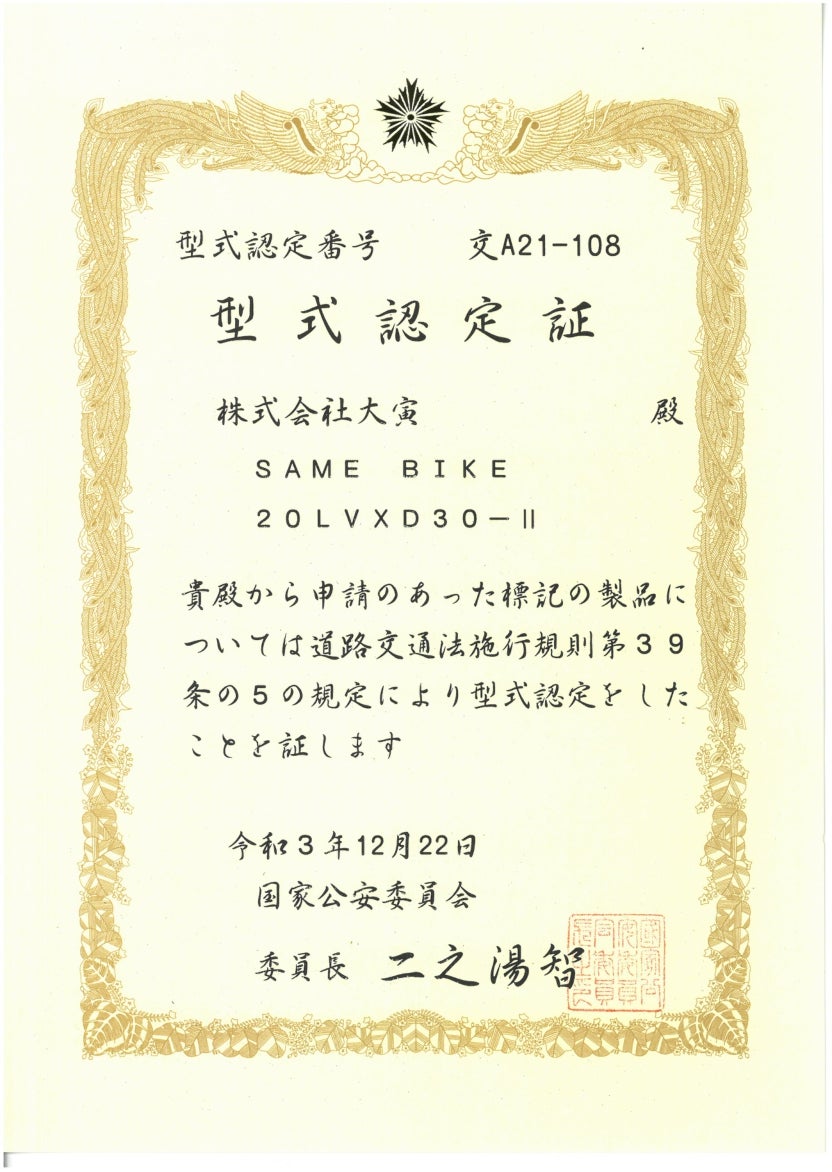 型式認定番号 交A21-108
型式認定証
株式会社大寅 殿
SAME BIKE
20LVXD30-Ⅱ
貴殿から申請のあった標記の製品に
ついては道路交通法施行規則第39
条の5の規定により型式認定をした
ことを証します
令和3年12月22日
国家公安委員会
委員長 二之湯智